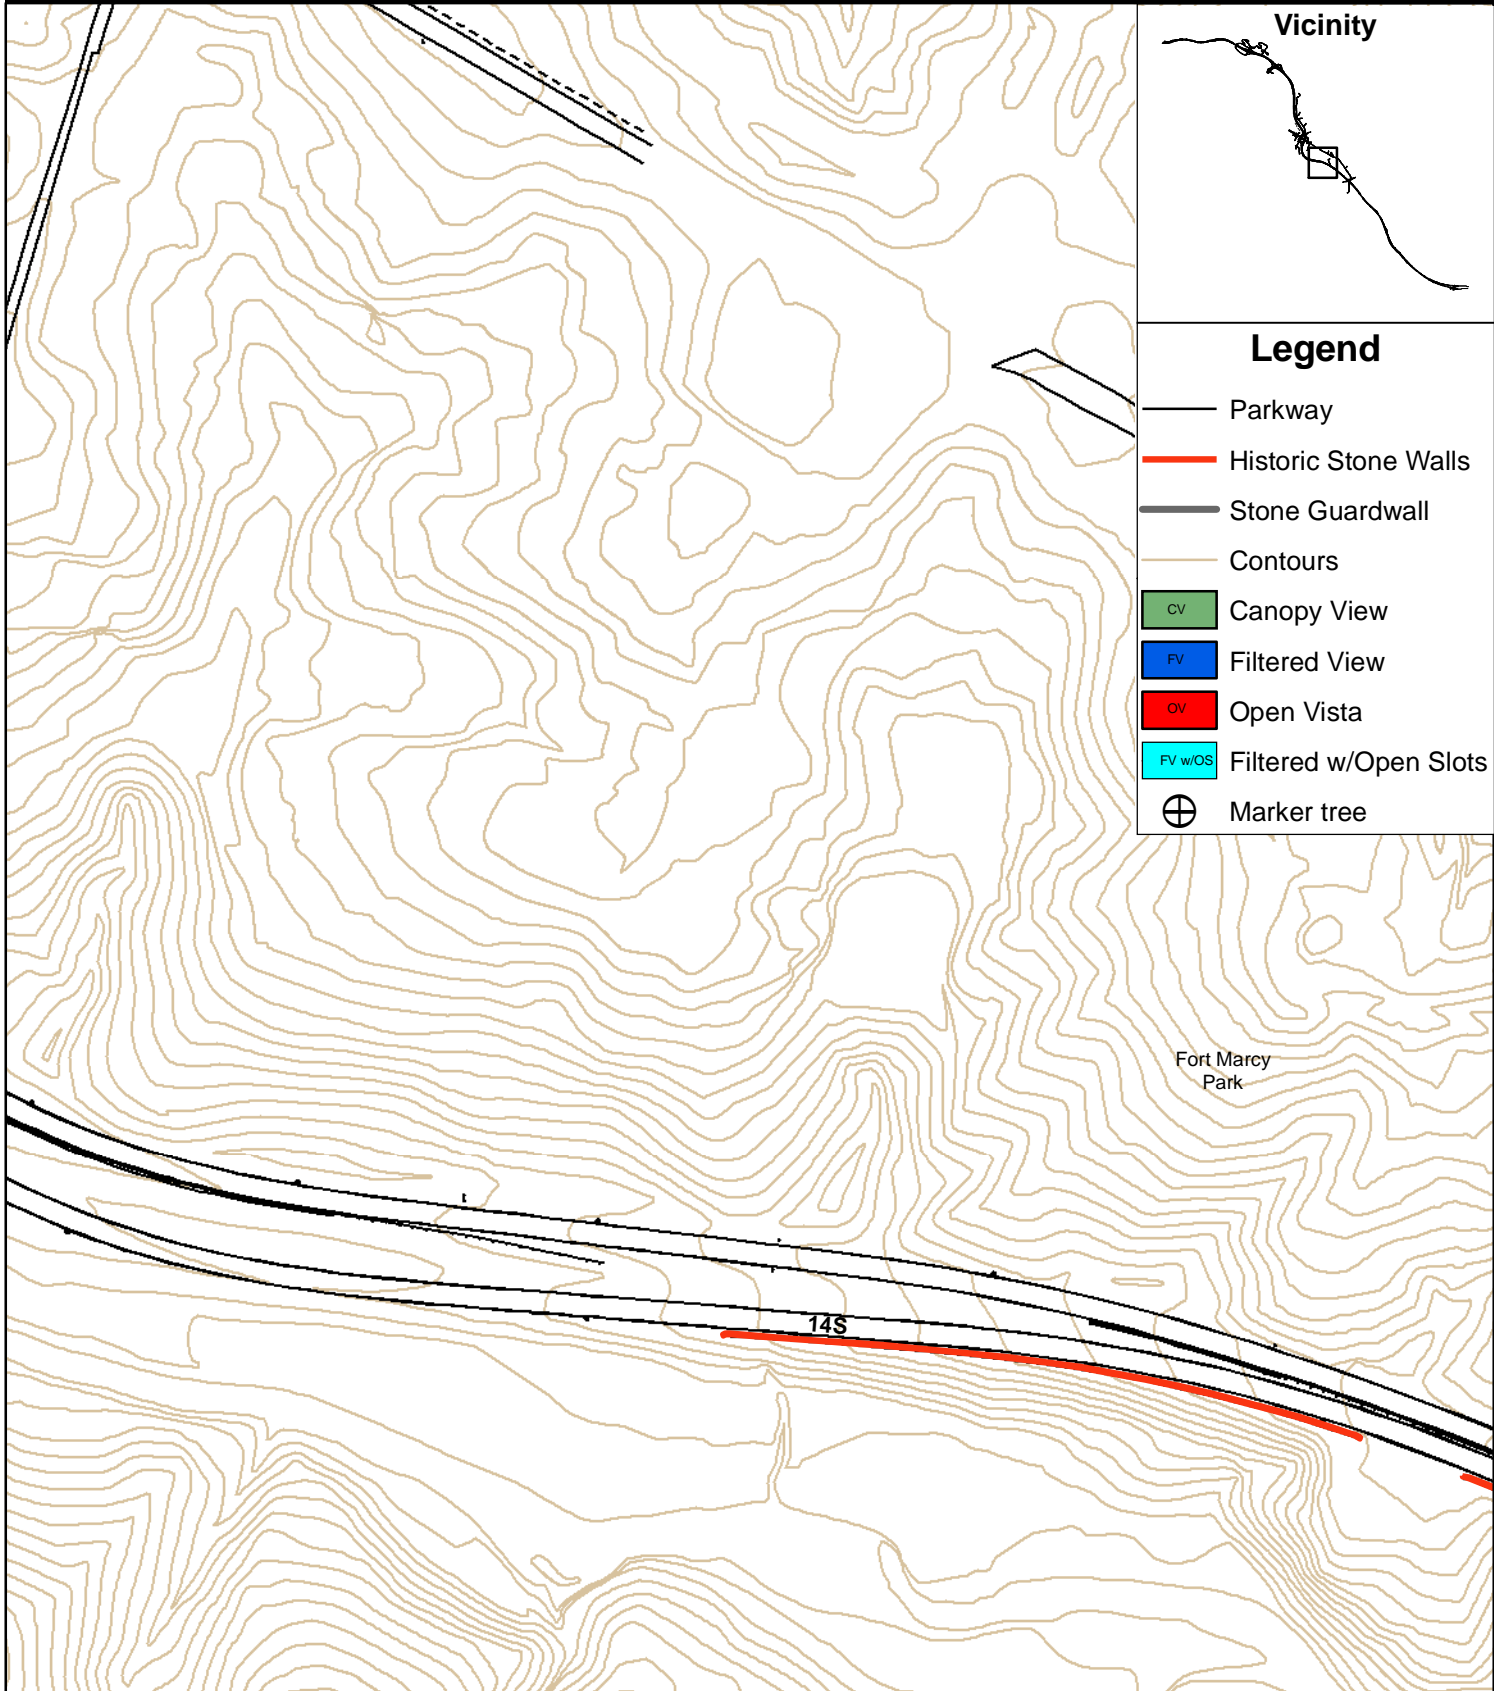 Vicinity
Legend
Parkway
Historic Stone Walls
Stone Guardwall
Contours
CV Canopy View
FV Filtered View
OV Open Vista
FV w/OS Filtered w/Open Slots
Marker tree
Fort Marcy
Park
14S